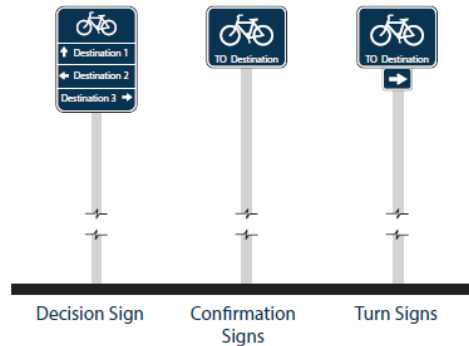 ↑ Destination 1
← Destination 2
Destination 3 →
TO Destination
TO Destination
→
Decision Sign
Confirmation
Signs
Turn Signs